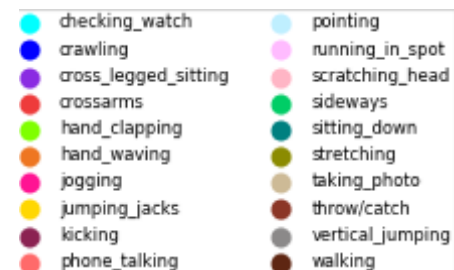 checking_watch
crawling
cross_legged_sitting
crossarms
hand_clapping
hand_waving
jogging
jumping_jacks
kicking
phone_talking
pointing
running_in_spot
scratching_head
sideways
sitting_down
stretching
taking_photo
throw/catch
vertical_jumping
walking